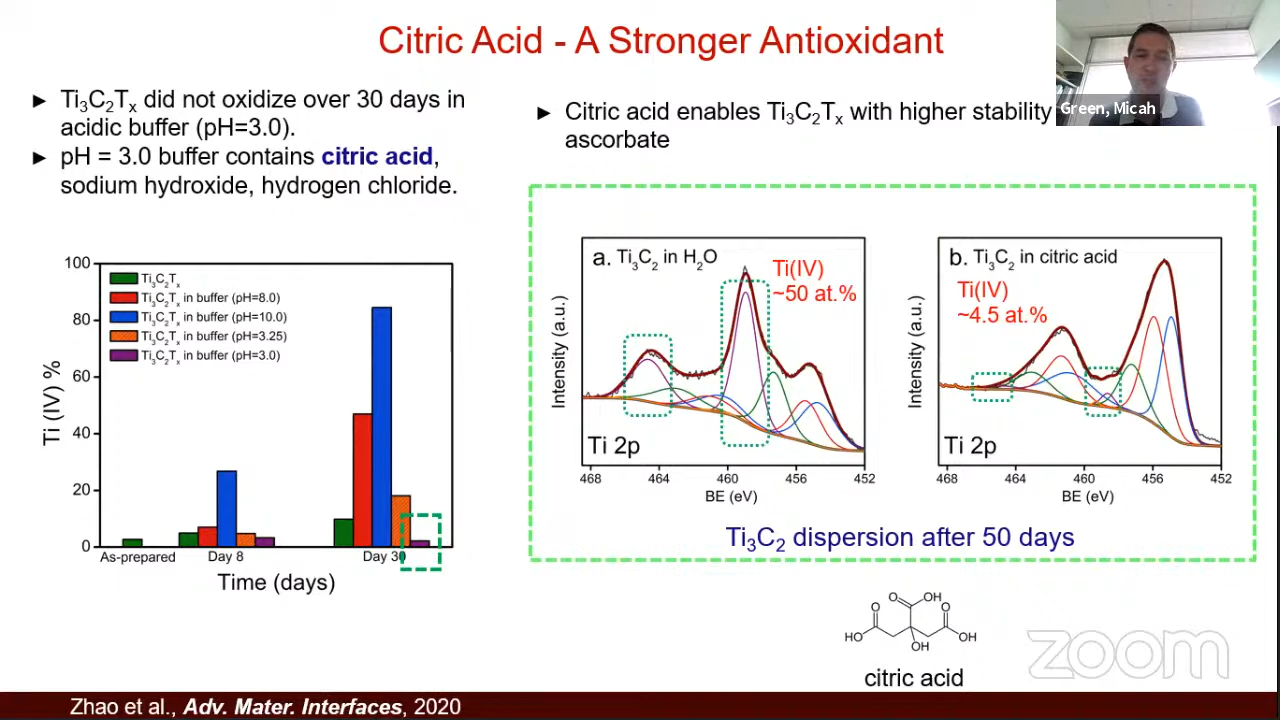 Citric Acid - A Stronger Antioxidant
► Ti₃C₂Tₓ did not oxidize over 30 days in
acidic buffer (pH=3.0).
► pH = 3.0 buffer contains citric acid,
sodium hydroxide, hydrogen chloride.
► Citric acid enables Ti₃C₂Tₓ with higher stability
ascorbate
Green, Micah
100
80
60
40
20
0
Ti (IV) %
Ti₃C₂Tₓ
Ti₃C₂Tₓ in buffer (pH=8.0)
Ti₃C₂Tₓ in buffer (pH=10.0)
Ti₃C₂Tₓ in buffer (pH=3.25)
Ti₃C₂Tₓ in buffer (pH=3.0)
As-prepared Day 8 Day 30
Time (days)
a. Ti₃C₂ in H₂O
Ti(IV)
~50 at.%
Intensity (a.u.)
Ti 2p
468 464 460 456 452
BE (eV)
b. Ti₃C₂ in citric acid
Ti(IV)
~4.5 at.%
Intensity (a.u.)
Ti 2p
468 464 460 456 452
BE (eV)
Ti₃C₂ dispersion after 50 days
O OH
O O
HO OH
OH
citric acid
zoom
Zhao et al., Adv. Mater. Interfaces, 2020